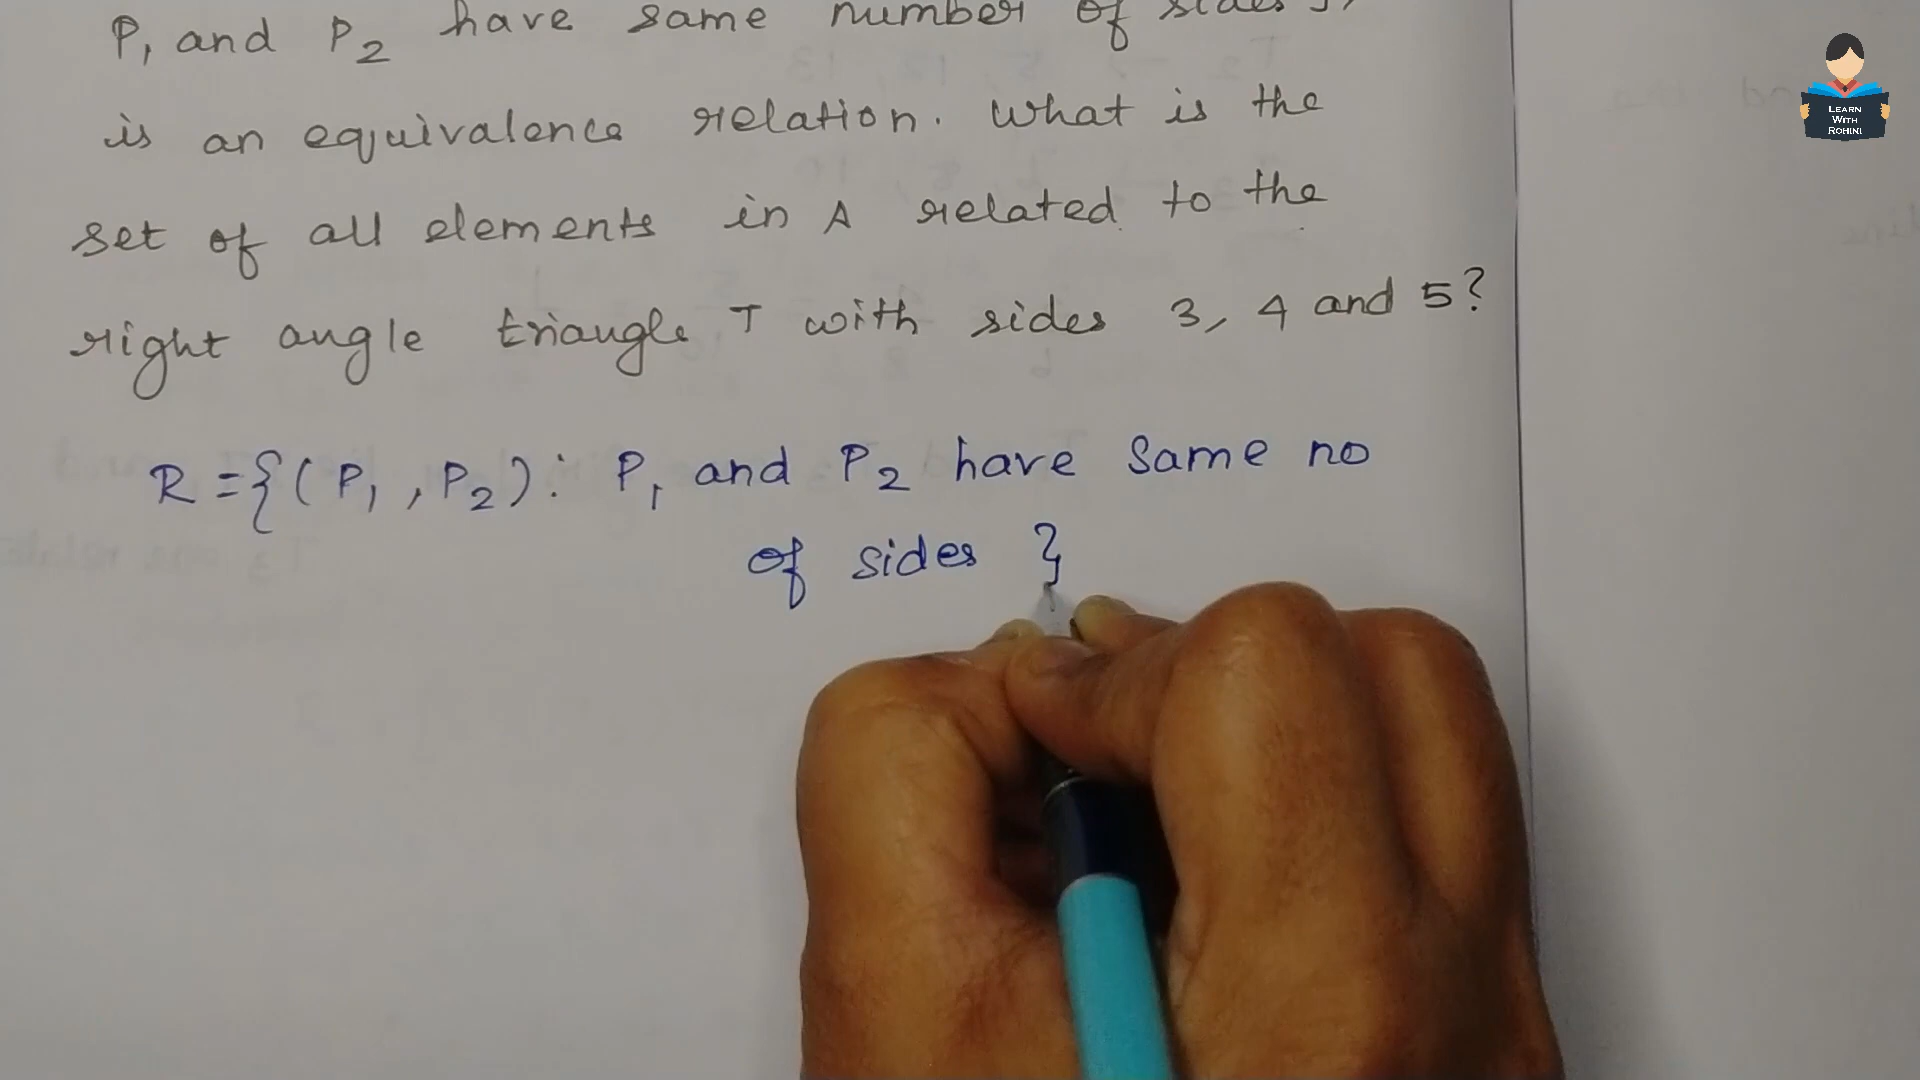 P1 and P2 have same number of sides},
is an equivalence relation. What is the
set of all elements in A related to the
right angle triangle T with sides 3, 4 and 5?
R = {(P1, P2): P1 and P2 have same no
of sides }
LEARN
WITH
ROHINI